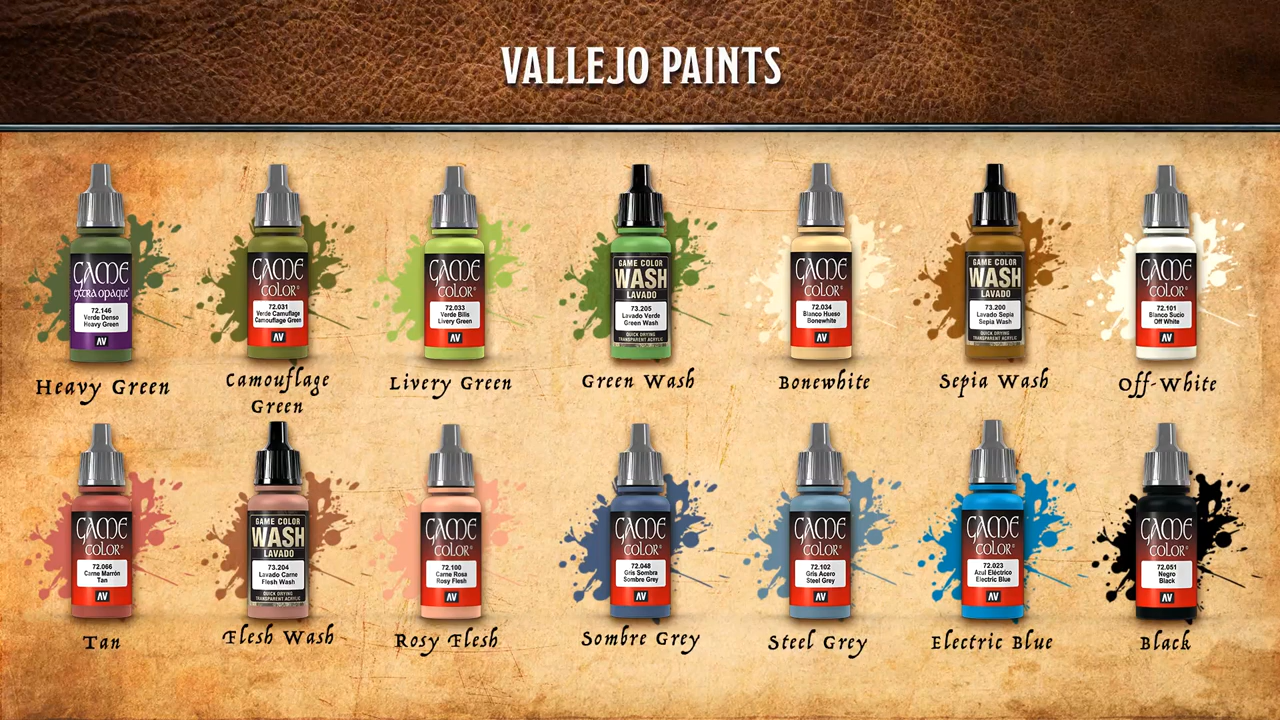 VALLEJO PAINTS
GAME
EXTRA OPAQUE
72.146
Verde Denso
Heavy Green
AV
GAME
COLOR
72.031
Verde Camuflage
Camouflage Green
AV
GAME
COLOR
72.033
Verde Bilis
Livery Green
AV
GAME COLOR
WASH
LAVADO
73.205
Lavado Verde
Green Wash
QUICK DRYING
TRANSPARENT ACRYLIC
GAME
COLOR
72.034
Blanco Hueso
Bonewhite
AV
GAME COLOR
WASH
LAVADO
73.200
Lavado Sepia
Sepia Wash
QUICK DRYING
TRANSPARENT ACRYLIC
GAME
COLOR
72.101
Blanco Sucio
Off White
AV
Heavy Green
Camouflage
Green
Livery Green
Green Wash
Bonewhite
Sepia Wash
Off-White
GAME
COLOR
72.066
Carne Marrón
Tan
AV
GAME COLOR
WASH
LAVADO
73.204
Lavado Carne
Flesh Wash
QUICK DRYING
TRANSPARENT ACRYLIC
GAME
COLOR
72.100
Carne Rosa
Rosy Flesh
AV
GAME
COLOR
72.048
Gris Sombra
Sombre Grey
AV
GAME
COLOR
72.102
Gris Acero
Steel Grey
AV
GAME
COLOR
72.023
Azul Eléctrico
Electric Blue
AV
GAME
COLOR
72.051
Negro
Black
AV
Tan
Flesh Wash
Rosy Flesh
Sombre Grey
Steel Grey
Electric Blue
Black